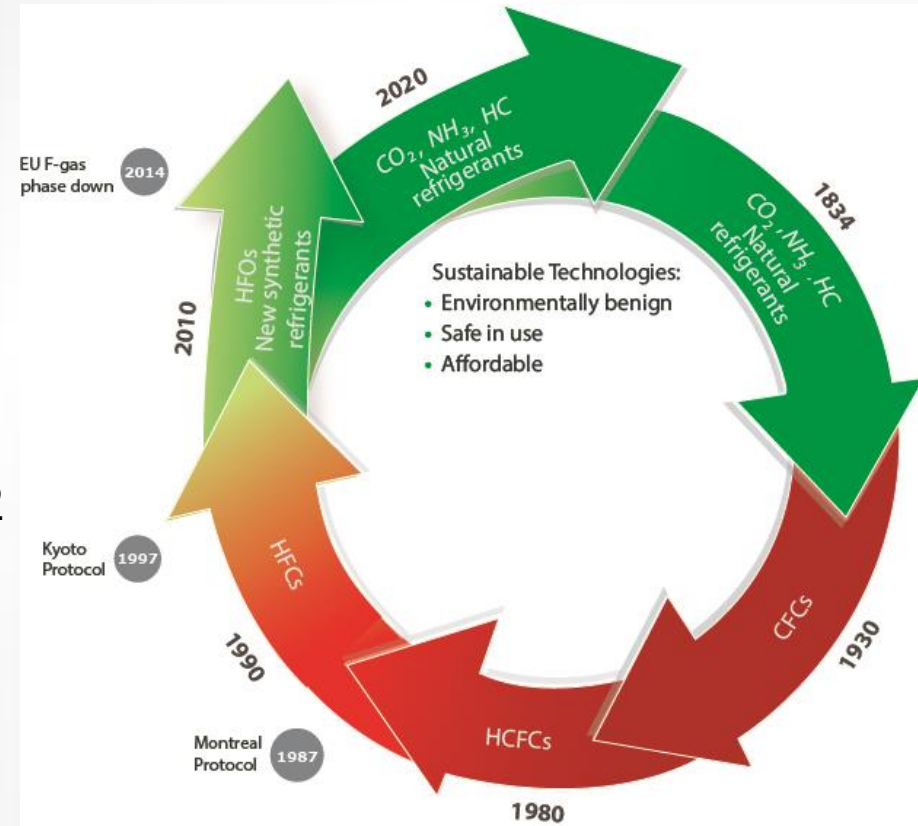 2020
CO₂, NH₃, HC
Natural
refrigerants
1834
CO₂, NH₃ . HC
Natural
refrigerants
EU F-gas
phase down
2014
HFOs
New synthetic
refrigerants
2010
Sustainable Technologies:
• Environmentally benign
• Safe in use
• Affordable
Kyoto
Protocol
1997
HFCs
1990
CFCs
1930
Montreal
Protocol
1987
HCFCs
1980